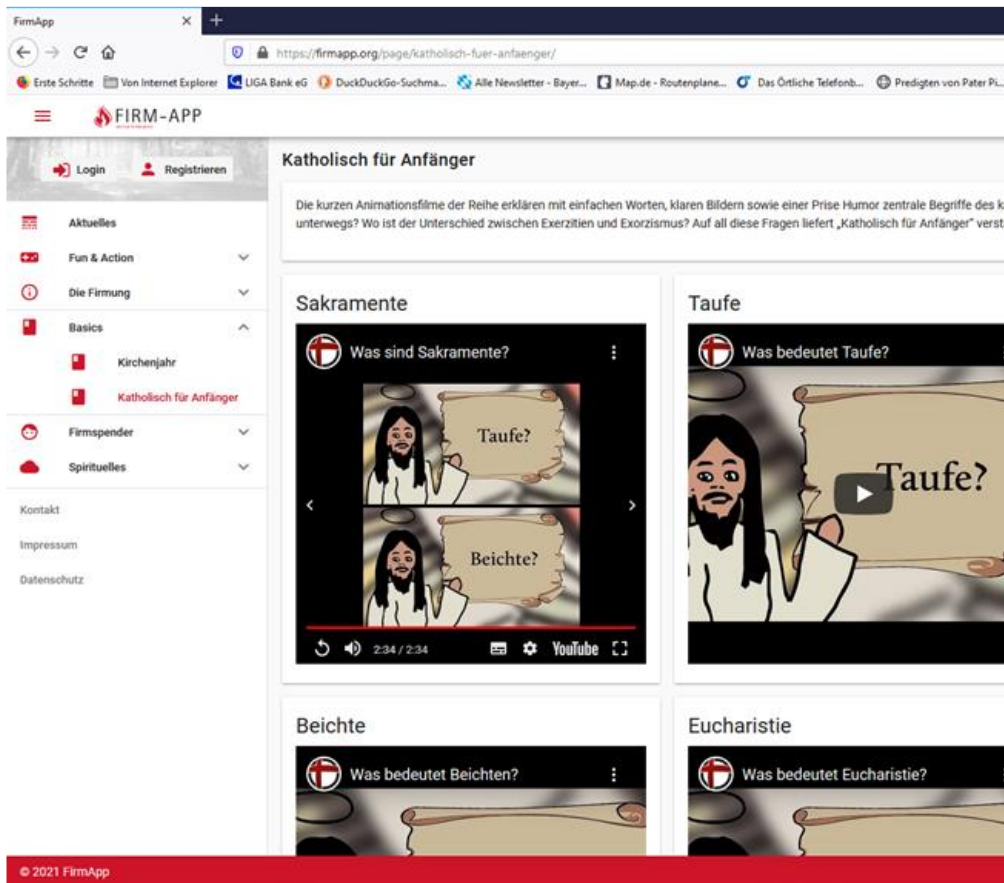 FirmApp
https://firmapp.org/page/katholisch-fuer-anfaenger/
Erste Schritte Von Internet Explorer LIGA Bank eG DuckDuckGo-Suchma... Alle Newsletter - Bayer... Map.de - Routenplane... Das Örtliche Telefonb... Predigten von Pater Pi...
FIRM-APP
Login Registrieren
Aktuelles
Fun & Action
Die Firmung
Basics
Kirchenjahr
Katholisch für Anfänger
Firmspender
Spirituelles
Kontakt
Impressum
Datenschutz
Katholisch für Anfänger
Die kurzen Animationsfilme der Reihe erklären mit einfachen Worten, klaren Bildern sowie einer Prise Humor zentrale Begriffe des k
unterwegs? Wo ist der Unterschied zwischen Exerzitien und Exorzismus? Auf all diese Fragen liefert „Katholisch für Anfänger“ verst
Sakramente
Was sind Sakramente?
Taufe?
Beichte?
2:34 / 2:34 YouTube
Taufe
Was bedeutet Taufe?
Taufe?
Beichte
Was bedeutet Beichten?
Eucharistie
Was bedeutet Eucharistie?
© 2021 FirmApp